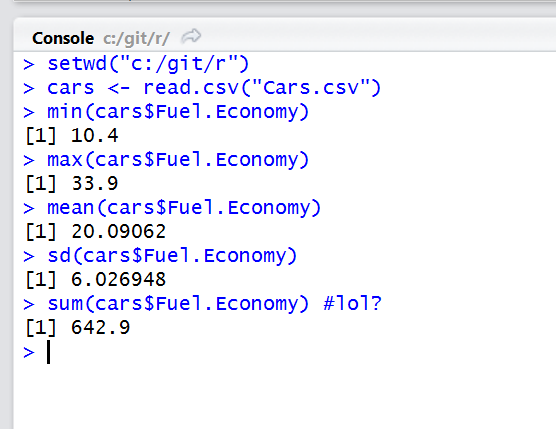 Console c:/git/r/
> setwd("c:/git/r")
> cars <- read.csv("Cars.csv")
> min(cars$Fuel.Economy)
[1] 10.4
> max(cars$Fuel.Economy)
[1] 33.9
> mean(cars$Fuel.Economy)
[1] 20.09062
> sd(cars$Fuel.Economy)
[1] 6.026948
> sum(cars$Fuel.Economy) #lol?
[1] 642.9
>